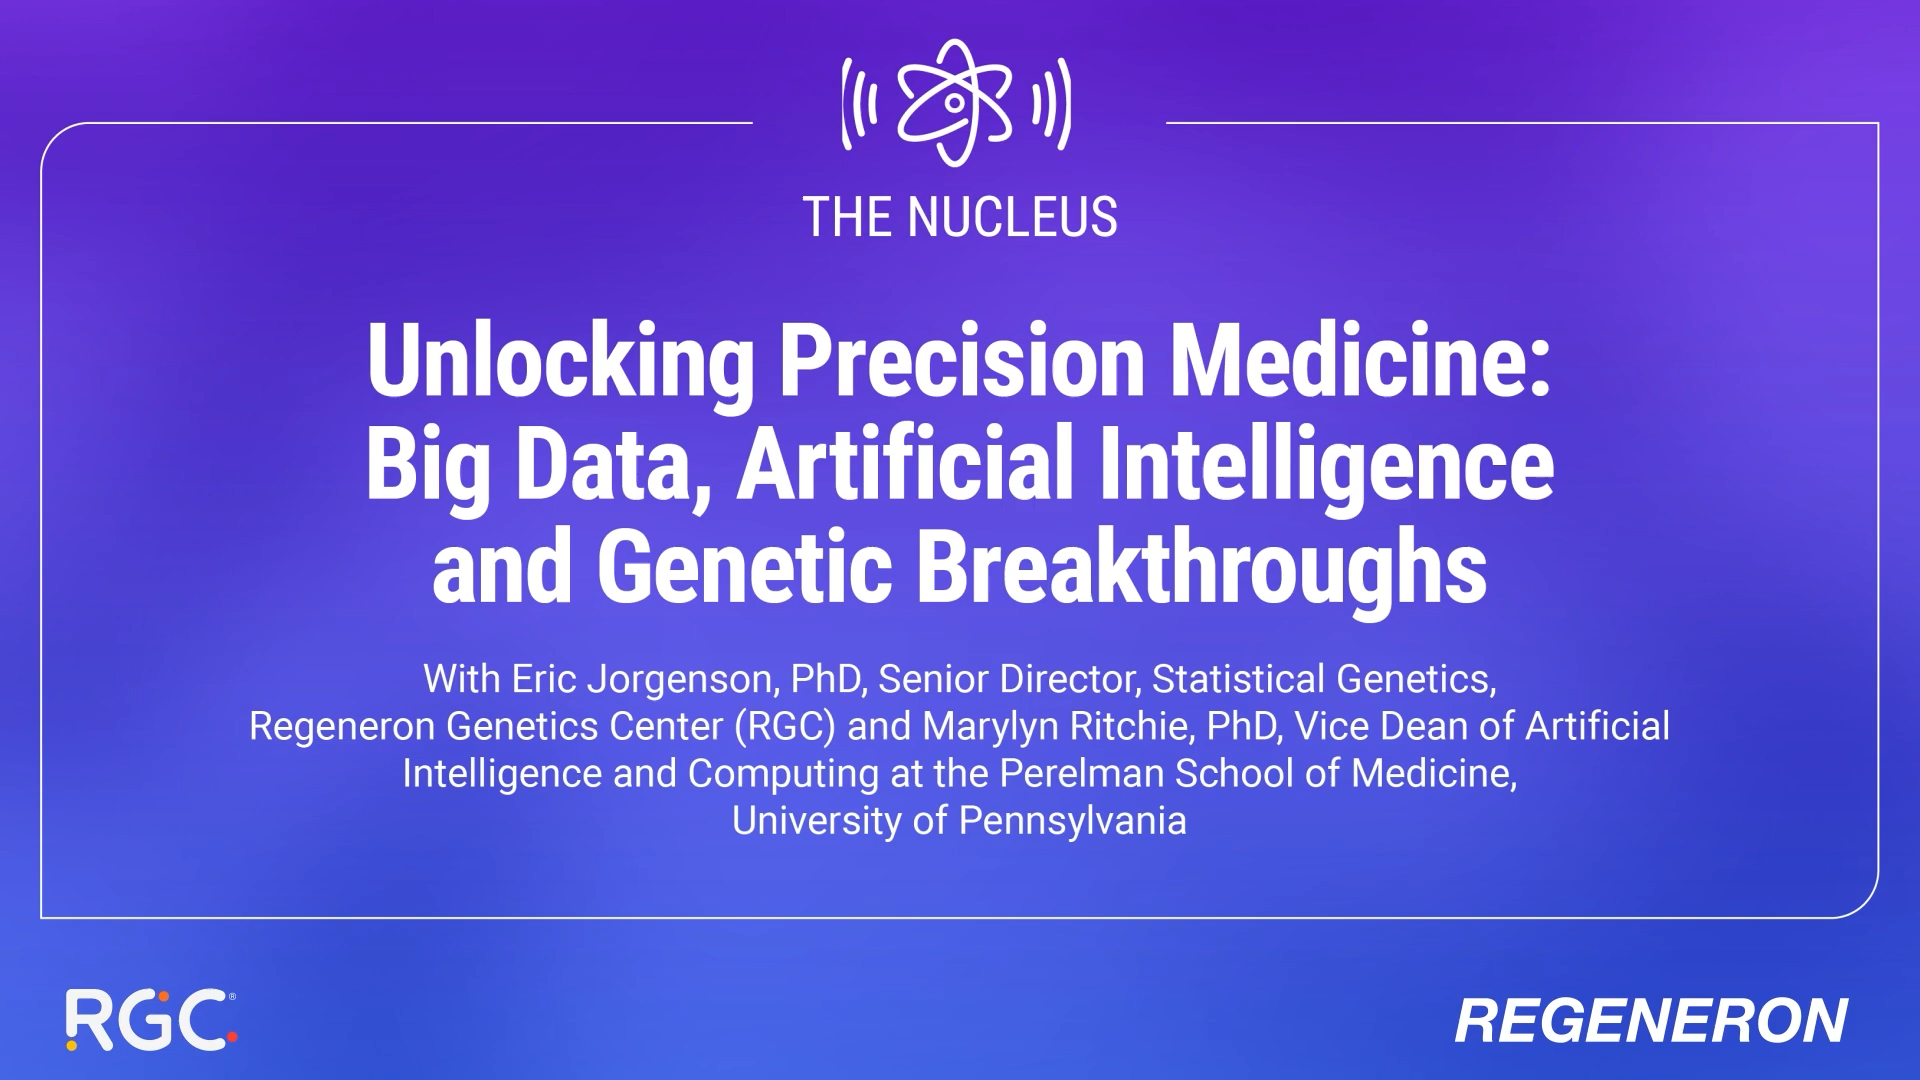 THE NUCLEUS
Unlocking Precision Medicine:
Big Data, Artificial Intelligence
and Genetic Breakthroughs
With Eric Jorgenson, PhD, Senior Director, Statistical Genetics,
Regeneron Genetics Center (RGC) and Marylyn Ritchie, PhD, Vice Dean of Artificial
Intelligence and Computing at the Perelman School of Medicine,
University of Pennsylvania
RGC®
REGENERON